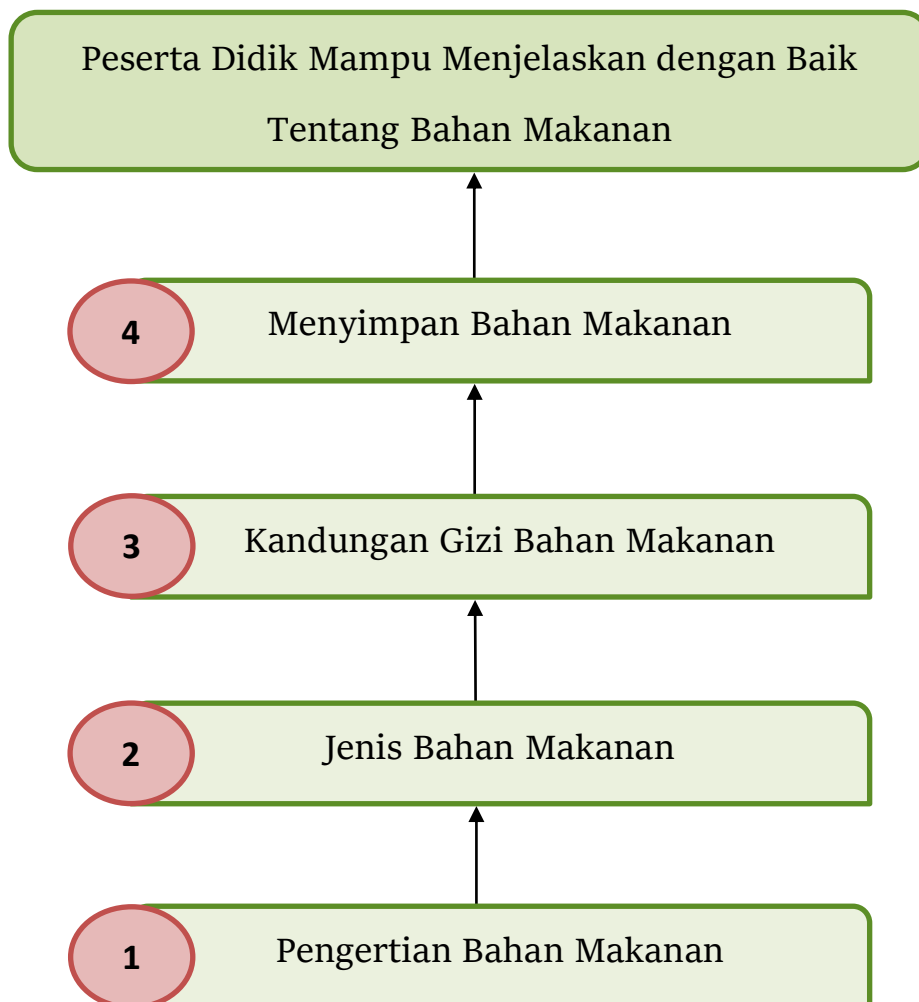 Peserta Didik Mampu Menjelaskan dengan Baik
Tentang Bahan Makanan
4
Menyimpan Bahan Makanan
3
Kandungan Gizi Bahan Makanan
2
Jenis Bahan Makanan
1
Pengertian Bahan Makanan